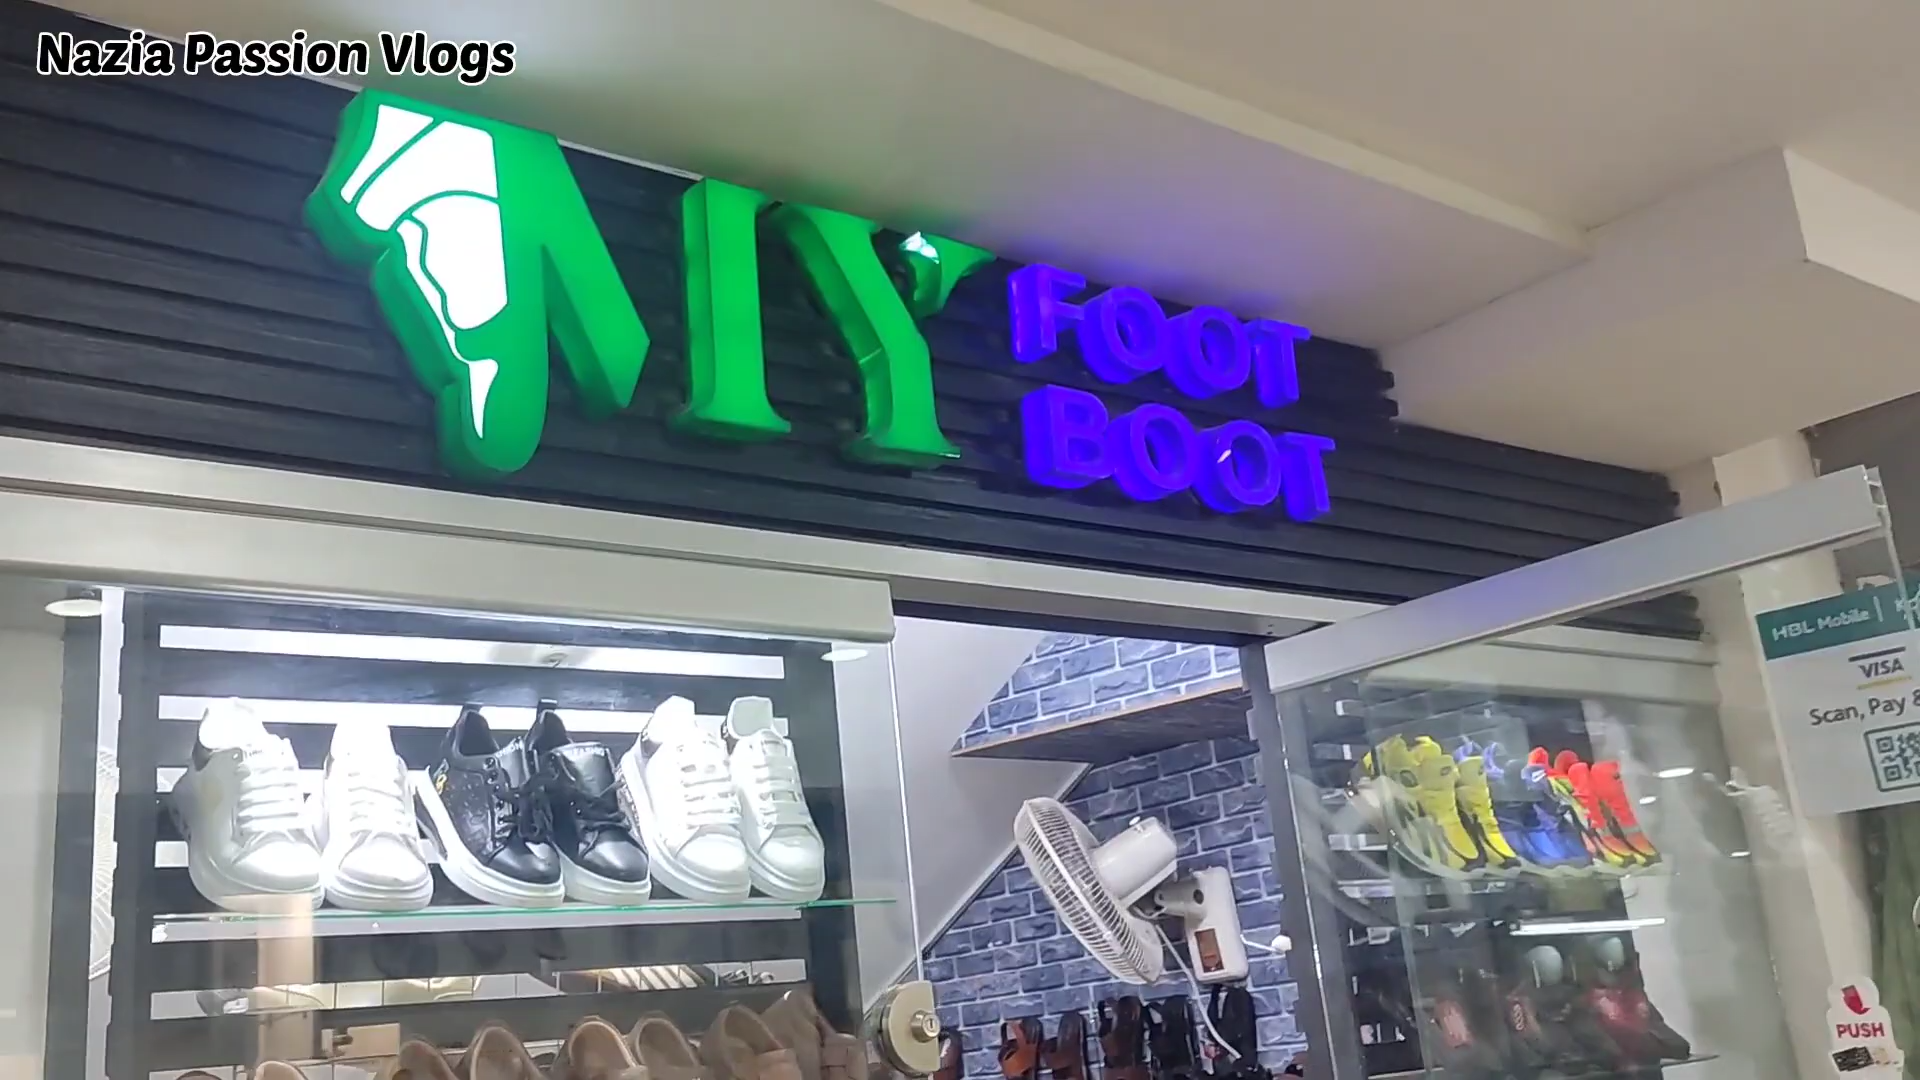 Nazia Passion Vlogs
MY
FOOT
BOOT
HBL Mobile |
VISA
Scan, Pay &
PUSH